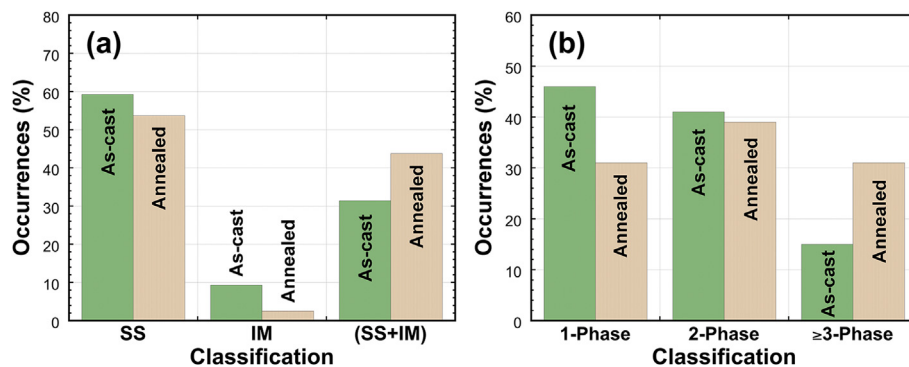 (a)
Occurrences (%)
80
70
60
50
40
30
20
10
0
As-cast
Annealed
As-cast
Annealed
As-cast
Annealed
SS
IM
(SS+IM)
Classification
(b)
Occurrences (%)
60
50
40
30
20
10
0
As-cast
Annealed
As-cast
Annealed
As-cast
Annealed
1-Phase
2-Phase
≥3-Phase
Classification